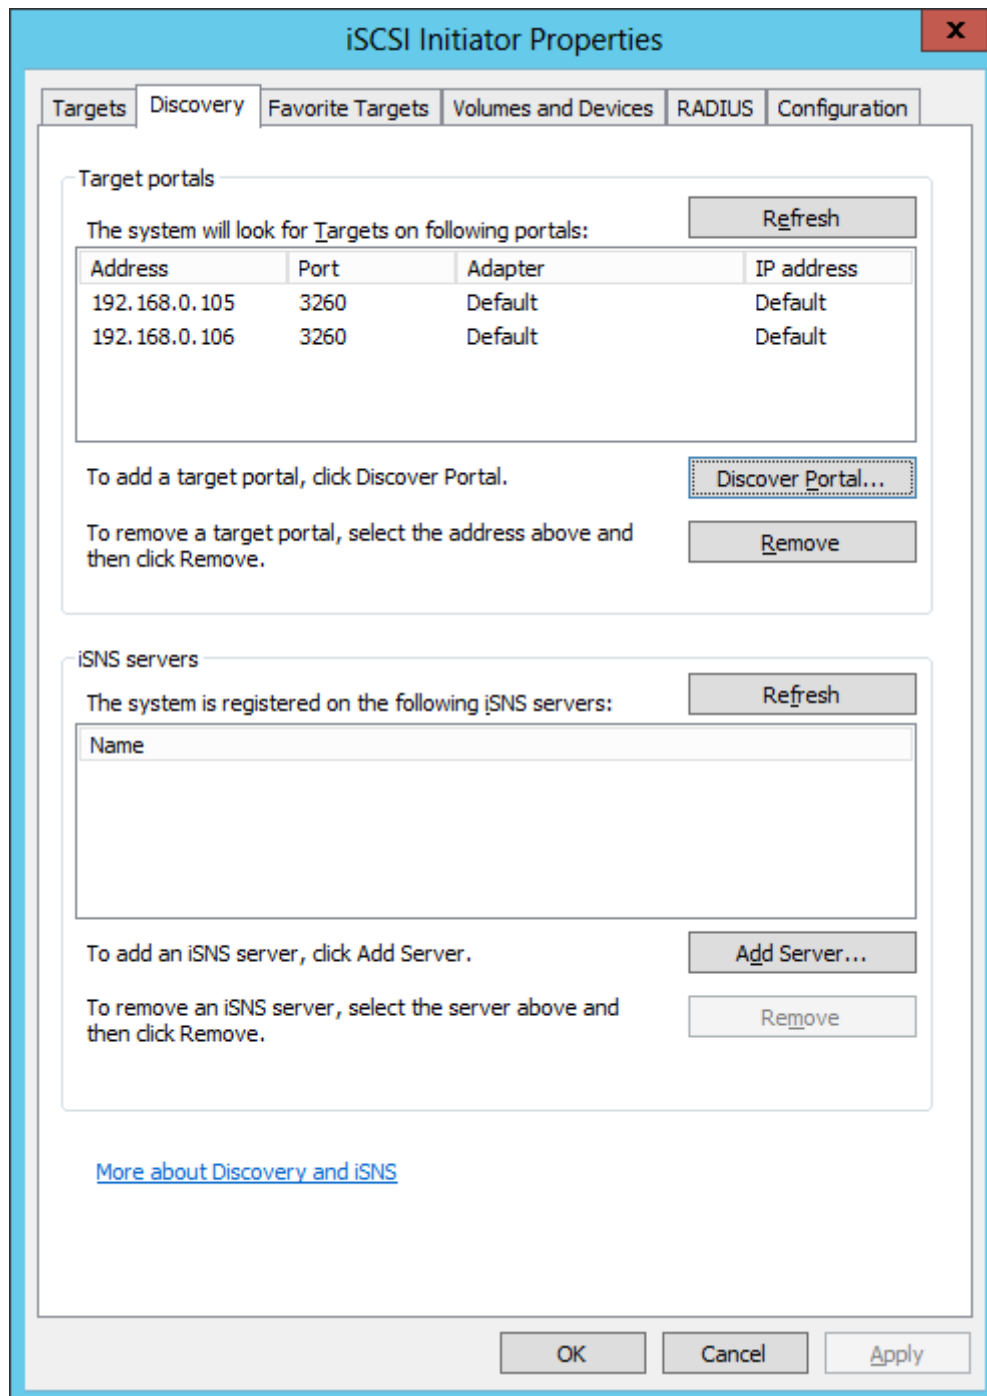 iSCSI Initiator Properties
x
Targets Discovery Favorite Targets Volumes and Devices RADIUS Configuration
Target portals
The system will look for Targets on following portals:
Refresh
Address Port Adapter IP address
192.168.0.105 3260 Default Default
192.168.0.106 3260 Default Default
To add a target portal, click Discover Portal.
Discover Portal...
To remove a target portal, select the address above and
then click Remove.
Remove
iSNS servers
The system is registered on the following iSNS servers:
Refresh
Name
To add an iSNS server, click Add Server.
Add Server...
To remove an iSNS server, select the server above and
then click Remove.
Remove
More about Discovery and iSNS
OK Cancel Apply